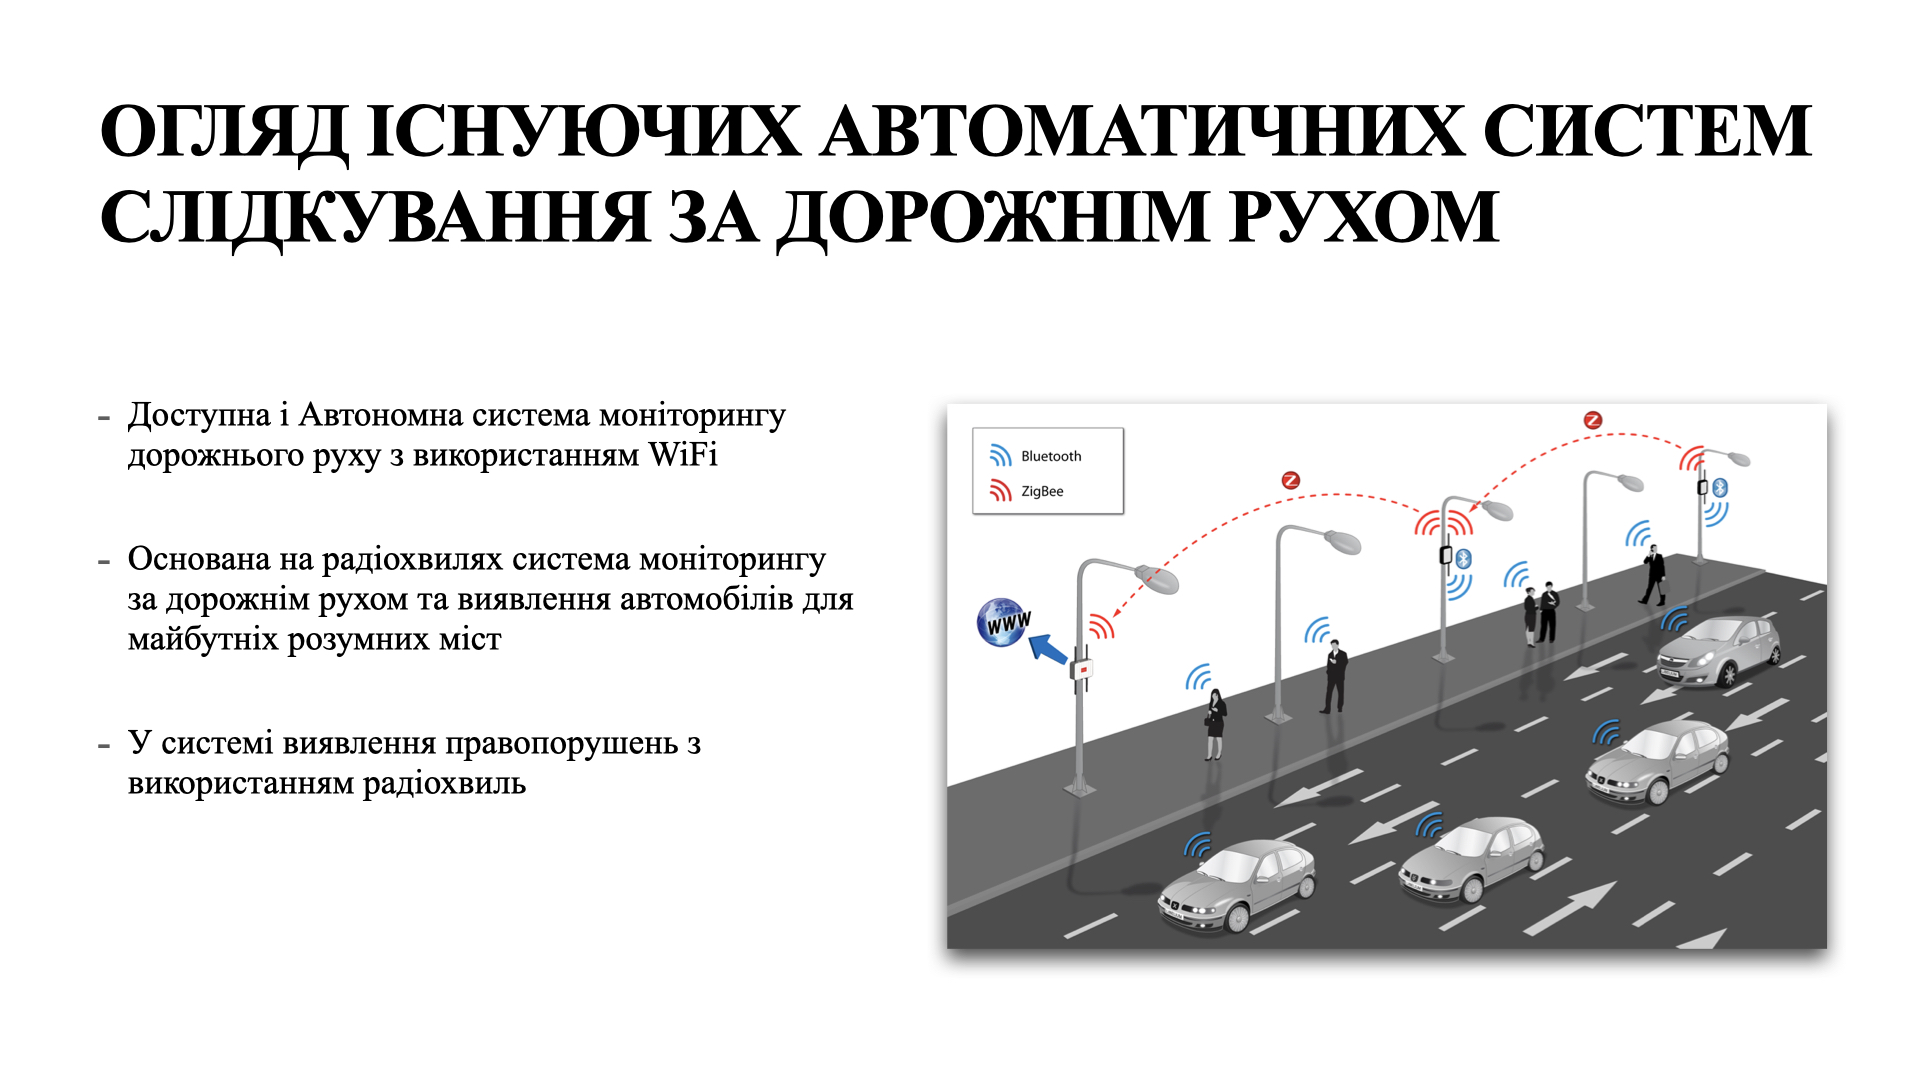 ОГЛЯД ІСНУЮЧИХ АВТОМАТИЧНИХ СИСТЕМ
СЛІДКУВАННЯ ЗА ДОРОЖНІМ РУХОМ
- Доступна і Автономна система моніторингу
дорожнього руху з використанням WiFi
- Основана на радіохвилях система моніторингу
за дорожнім рухом та виявлення автомобілів для
майбутніх розумних міст
- У системі виявлення правопорушень з
використанням радіохвиль
Bluetooth
ZigBee
Z
Z
WWW